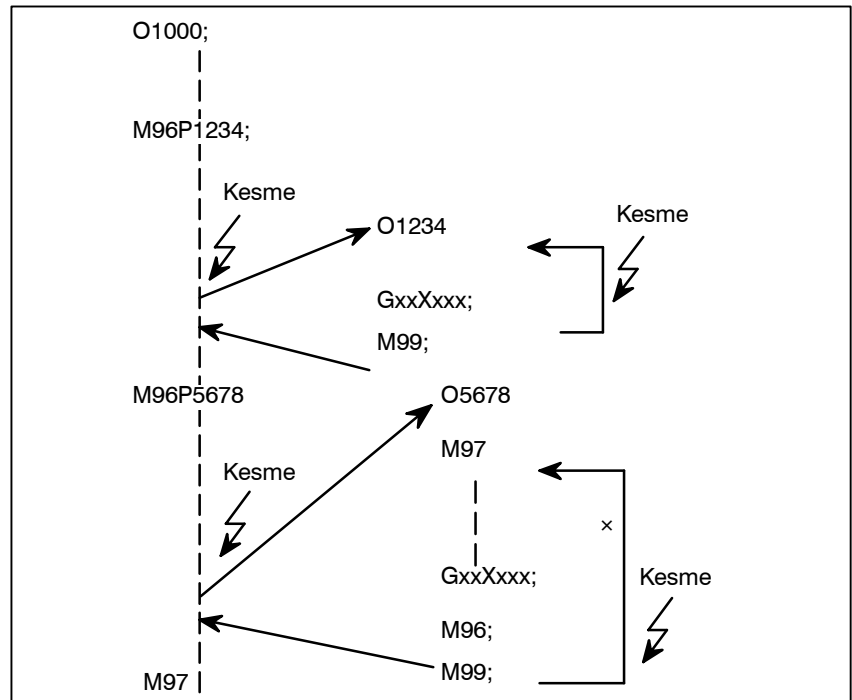 O1000;
M96P1234;
Kesme
O1234
Kesme
GxxXxxx;
M99;
M96P5678
O5678
M97
Kesme
×
GxxXxxx;
Kesme
M96;
M99;
M97